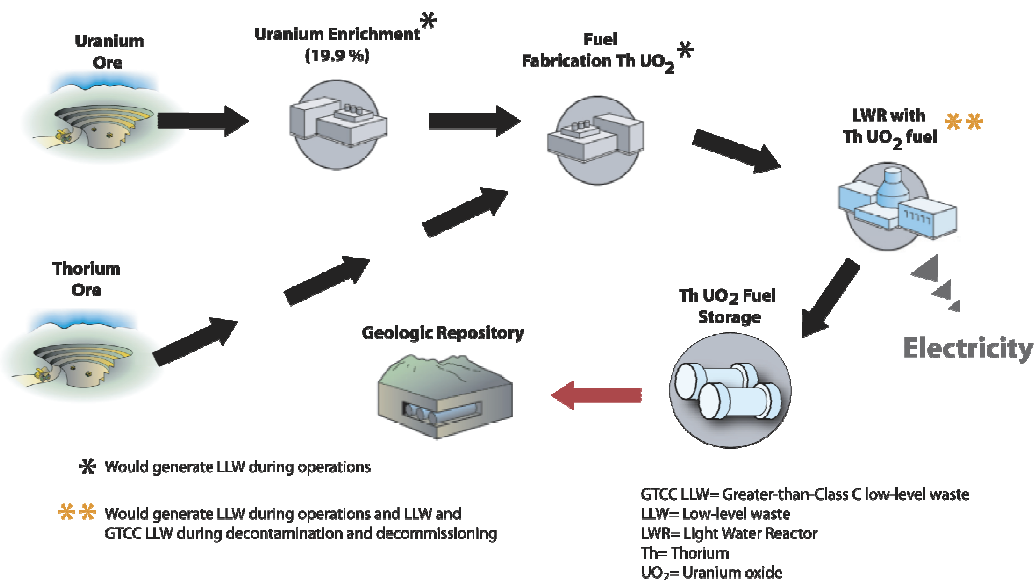 Uranium
Ore
Uranium Enrichment*
(19.9 %)
Fuel
Fabrication Th UO2*
LWR with
Th UO2 fuel **
Thorium
Ore
Th UO2 Fuel
Storage
Geologic Repository
Electricity
* Would generate LLW during operations
** Would generate LLW during operations and LLW and
GTCC LLW during decontamination and decommissioning
GTCC LLW= Greater-than-Class C low-level waste
LLW= Low-level waste
LWR= Light Water Reactor
Th= Thorium
UO2= Uranium oxide